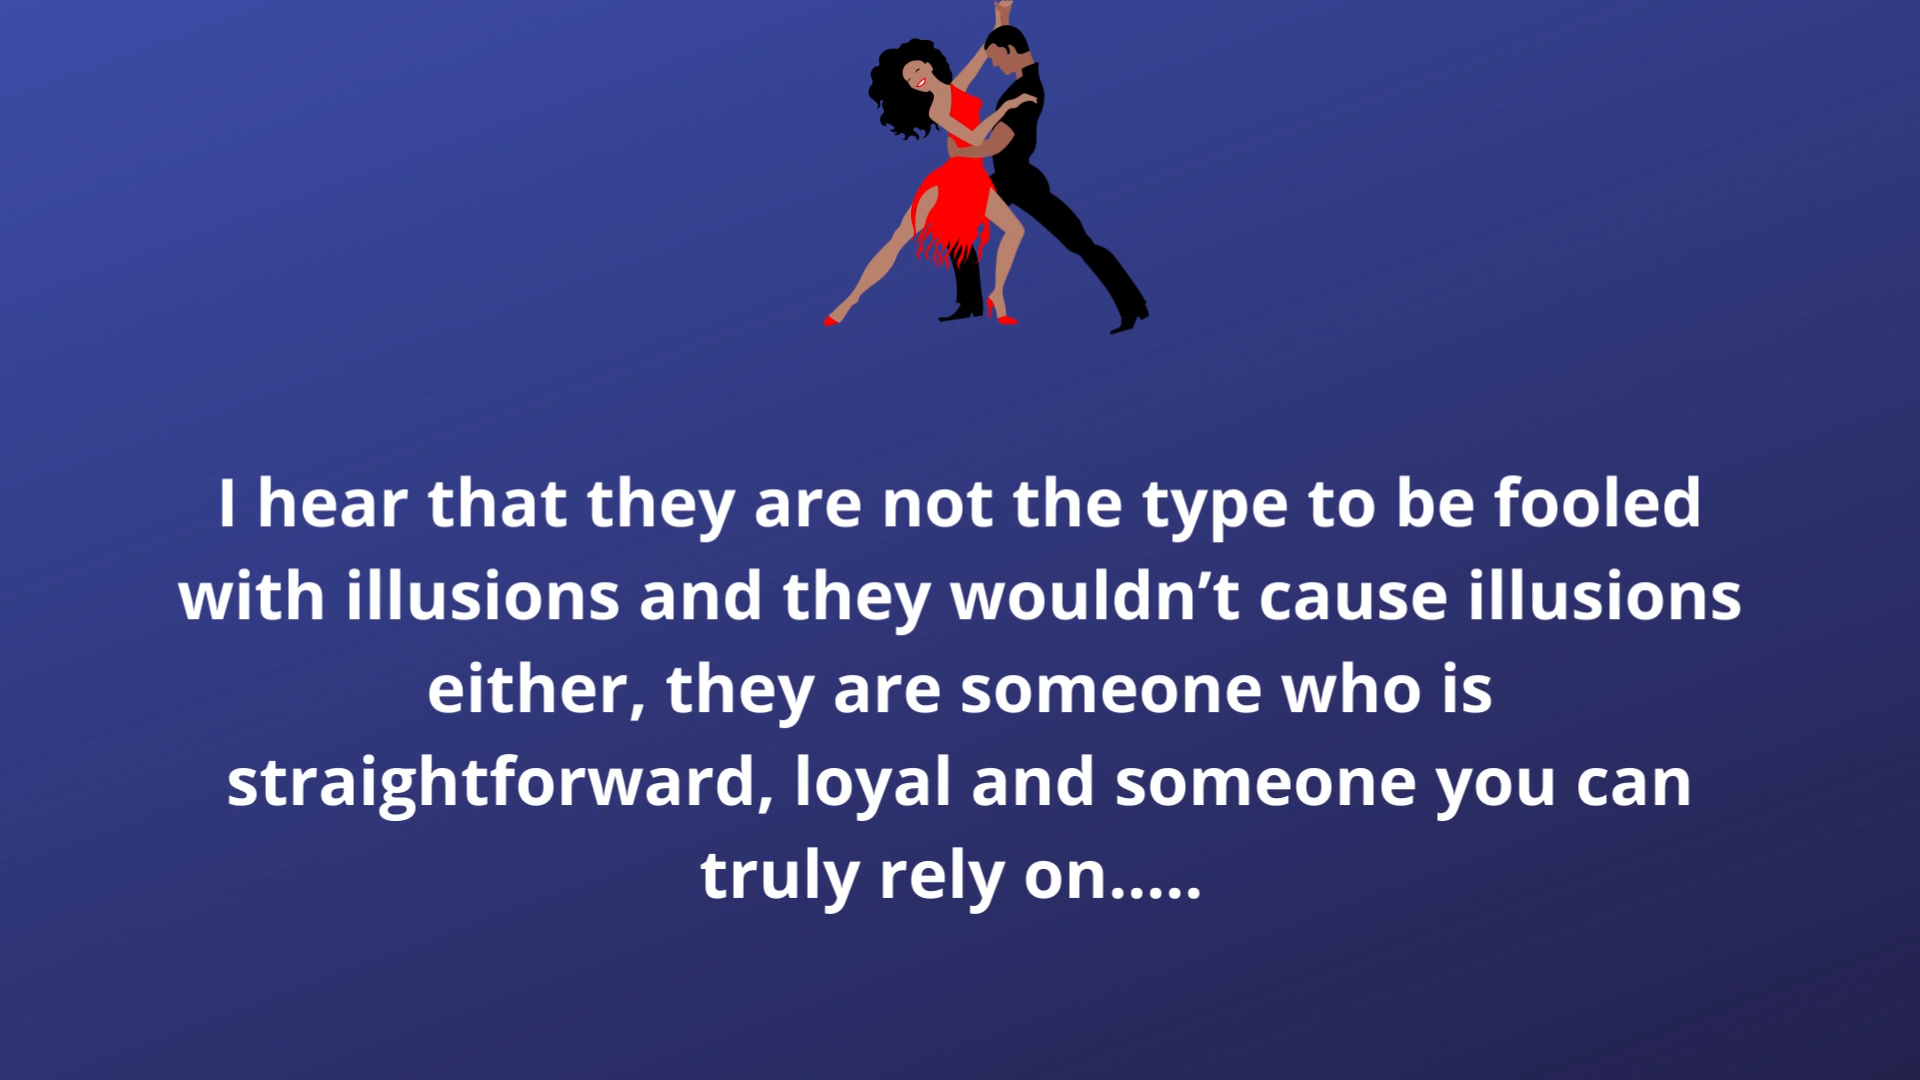 I hear that they are not the type to be fooled
with illusions and they wouldn’t cause illusions
either, they are someone who is
straightforward, loyal and someone you can
truly rely on.....